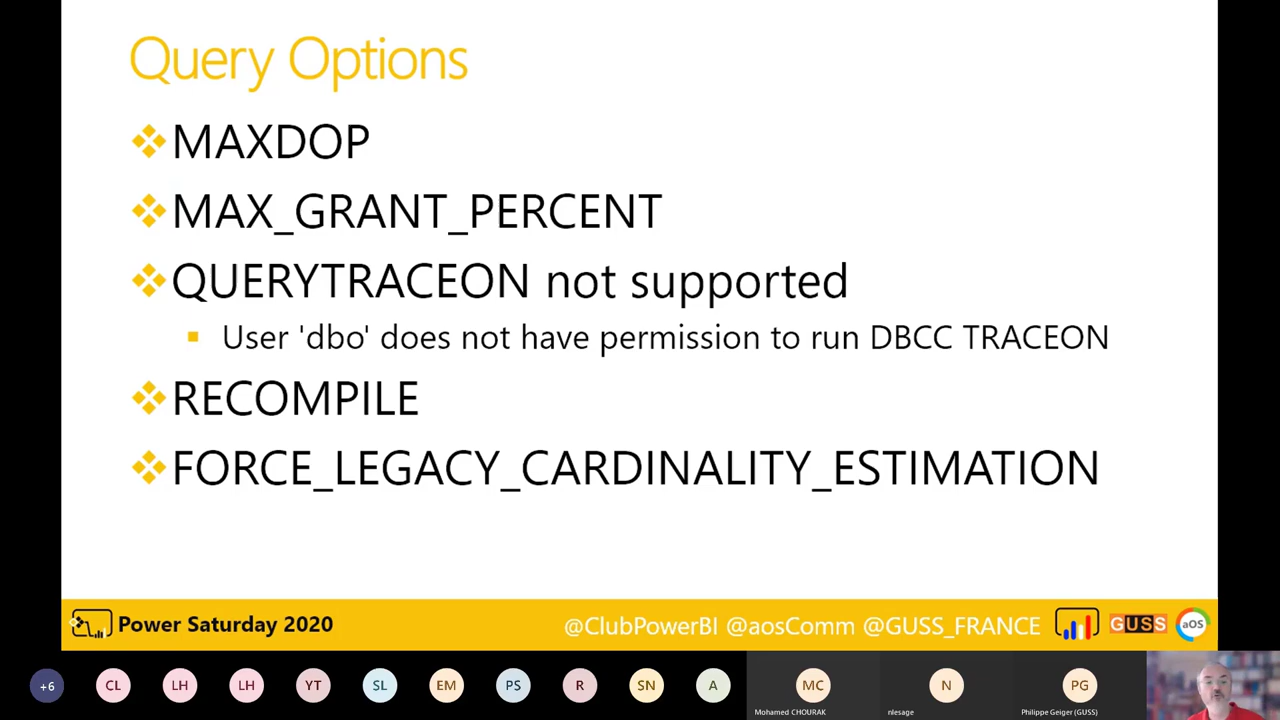 Query Options
MAXDOP
MAX_GRANT_PERCENT
QUERYTRACEON not supported
User 'dbo' does not have permission to run DBCC TRACEON
RECOMPILE
FORCE_LEGACY_CARDINALITY_ESTIMATION
Power Saturday 2020
@ClubPowerBI @aosComm @GUSS_FRANCE
GUSS
aOS
+6 CL LH LH YT SL EM PS R SN A MC N PG
Mohamed CHOURAK nlesage Philippe Geiger (GUSS)